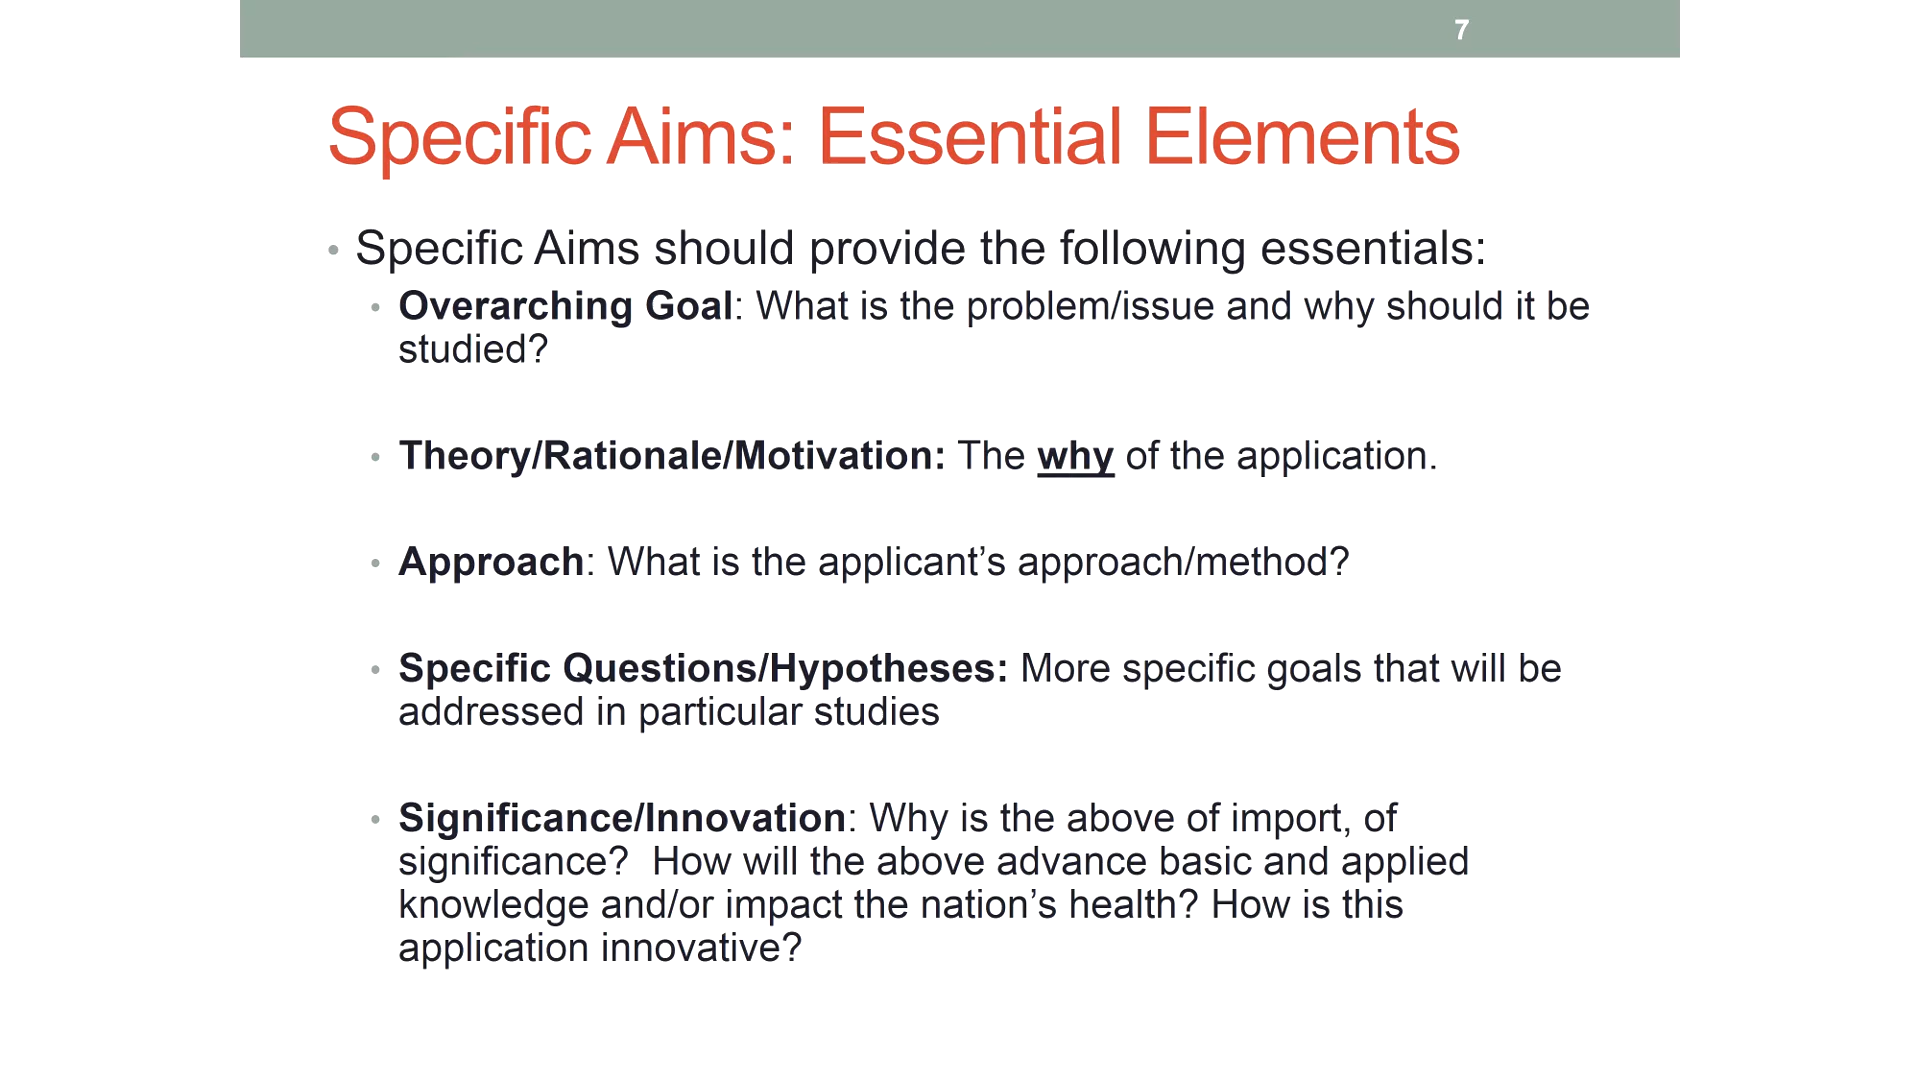 7
Specific Aims: Essential Elements
• Specific Aims should provide the following essentials:
• Overarching Goal: What is the problem/issue and why should it be
studied?
• Theory/Rationale/Motivation: The why of the application.
• Approach: What is the applicant’s approach/method?
• Specific Questions/Hypotheses: More specific goals that will be
addressed in particular studies
• Significance/Innovation: Why is the above of import, of
significance?  How will the above advance basic and applied
knowledge and/or impact the nation’s health? How is this
application innovative?